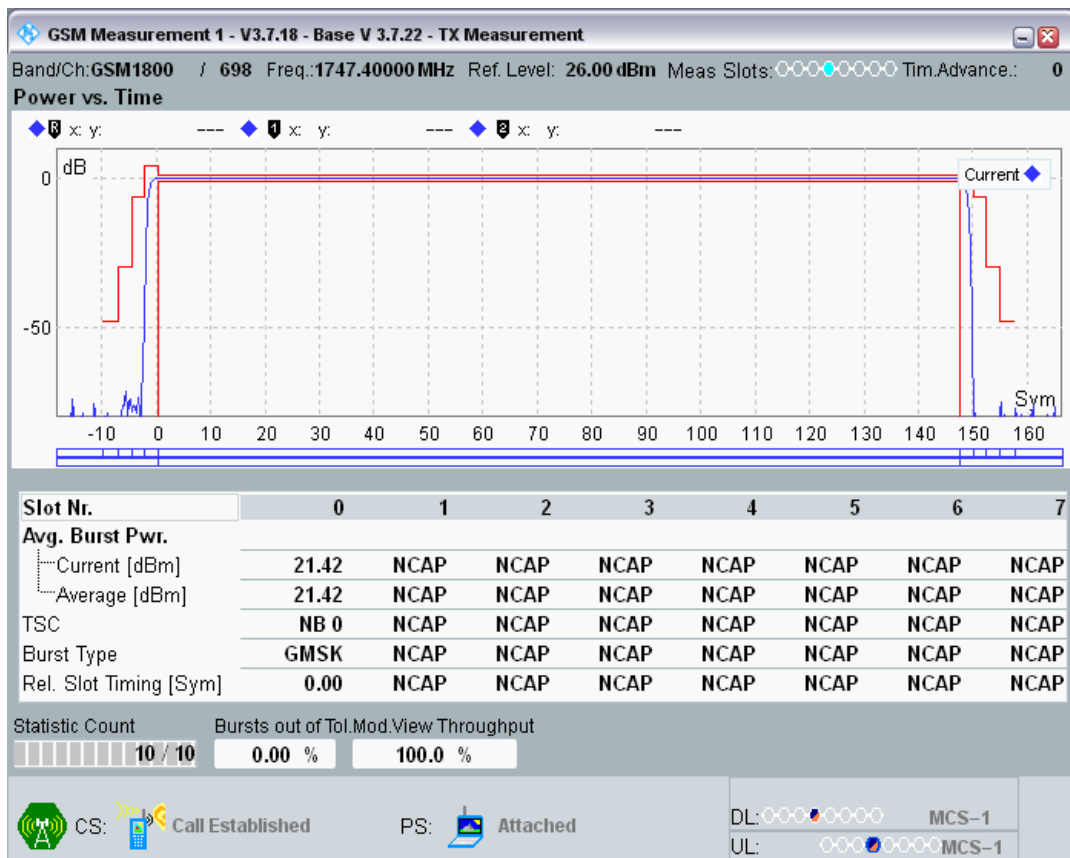 GSM Measurement 1 - V3.7.18 - Base V 3.7.22 - TX Measurement
Band/Ch:GSM1800 / 698 Freq.:1747.40000 MHz Ref. Level: 26.00 dBm Meas Slots: Tim.Advance.: 0
Power vs. Time
R x: y: --- 1 x: y: --- 2 x: y: ---
dB
Current
0
-50
Sym
-10 0 10 20 30 40 50 60 70 80 90 100 110 120 130 140 150 160
Slot Nr. 0 1 2 3 4 5 6 7
Avg. Burst Pwr.
Current [dBm] 21.42 NCAP NCAP NCAP NCAP NCAP NCAP NCAP
Average [dBm] 21.42 NCAP NCAP NCAP NCAP NCAP NCAP NCAP
TSC NB 0 NCAP NCAP NCAP NCAP NCAP NCAP NCAP
Burst Type GMSK NCAP NCAP NCAP NCAP NCAP NCAP NCAP
Rel. Slot Timing [Sym] 0.00 NCAP NCAP NCAP NCAP NCAP NCAP NCAP
Statistic Count Bursts out of Tol.Mod.View Throughput
10 / 10 0.00 % 100.0 %
CS: Call Established PS: Attached
DL: MCS-1
UL: MCS-1